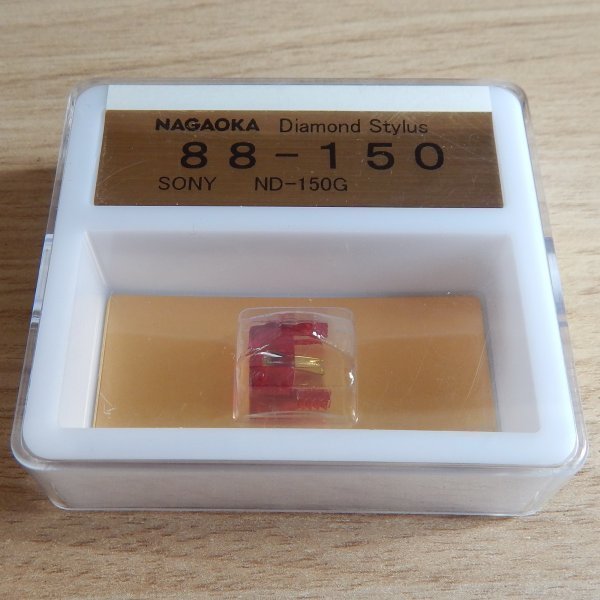 NAGAOKA Diamond Stylus
88-150
SONY ND-150G